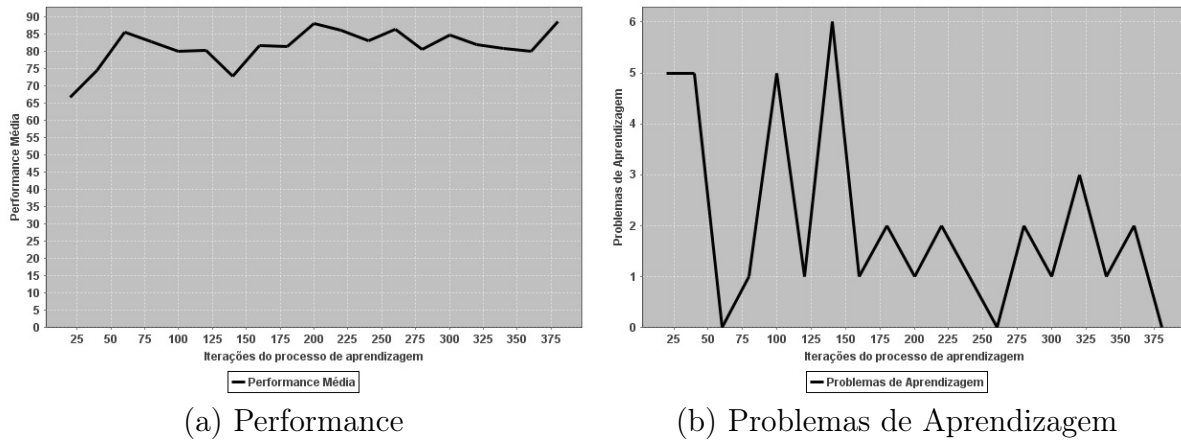 90
85
80
75
70
65
60
55
50
45
40
35
30
25
20
15
10
5
0
Performance Média
25 50 75 100 125 150 175 200 225 250 275 300 325 350 375
Iterações do processo de aprendizagem
Performance Média
(a) Performance
6
5
4
3
2
1
0
Problemas de Aprendizagem
25 50 75 100 125 150 175 200 225 250 275 300 325 350 375
Iterações do processo de aprendizagem
Problemas de Aprendizagem
(b) Problemas de Aprendizagem